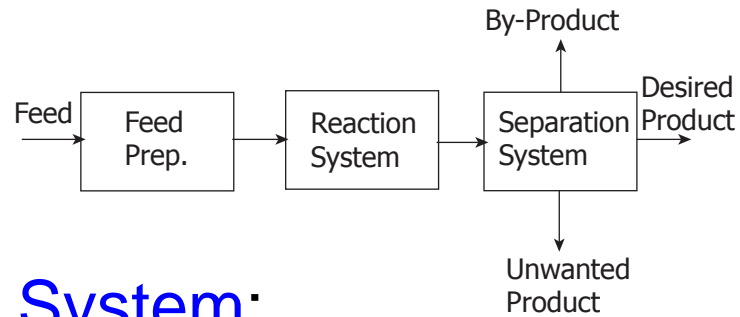 By-Product
Feed
Feed
Prep.
Reaction
System
Separation
System
Desired
Product
Unwanted
Product
System: